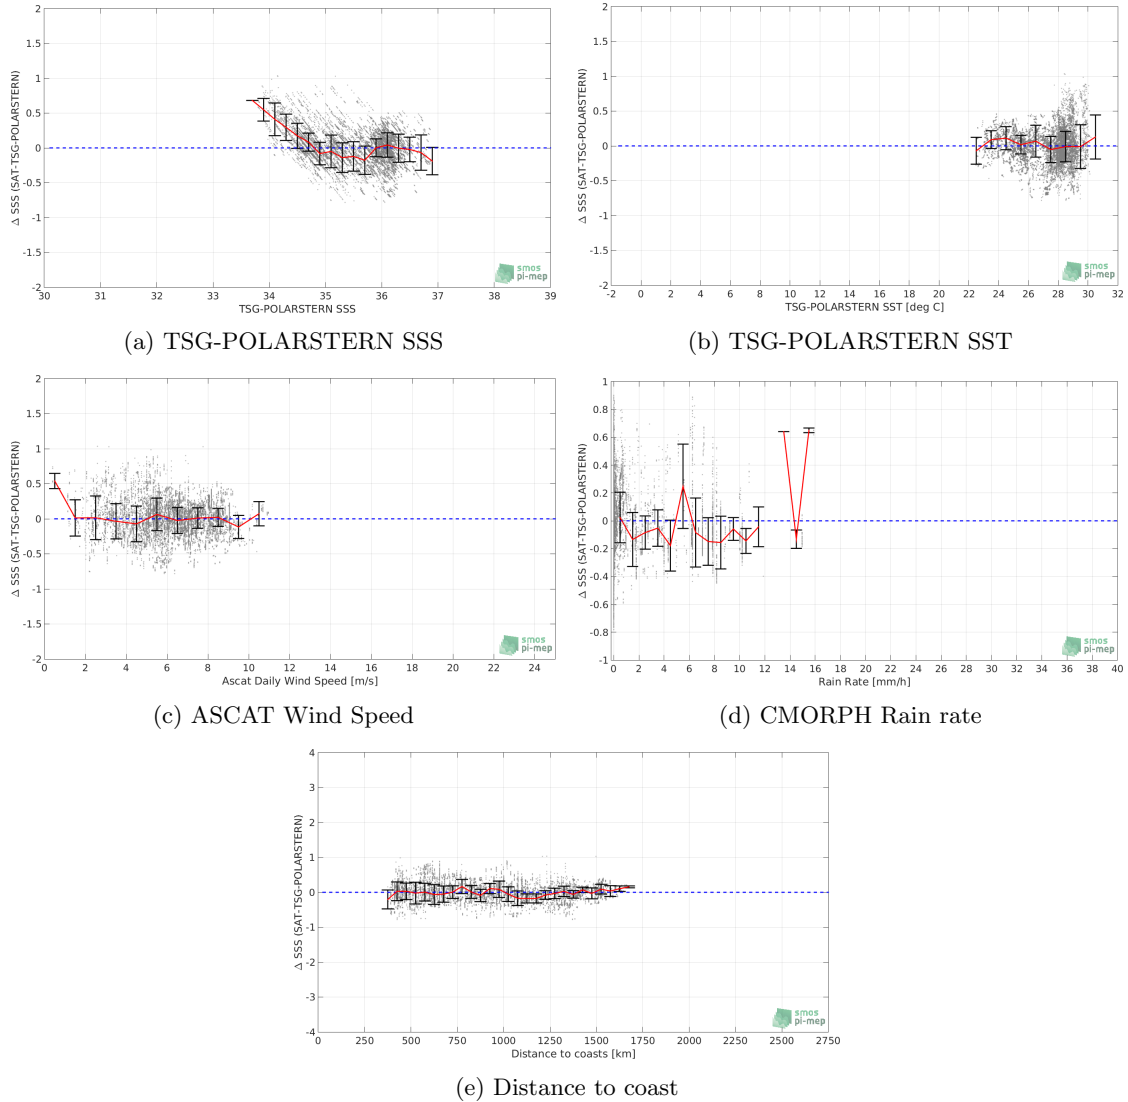 2
1.5
1
0.5
0
-0.5
-1
-1.5
-2
Δ SSS (SAT-TSG-POLARSTERN)
30 31 32 33 34 35 36 37 38 39
TSG-POLARSTERN SSS
smos
pi-mep
(a) TSG-POLARSTERN SSS
2
1.5
1
0.5
0
-0.5
-1
-1.5
-2
Δ SSS (SAT-TSG-POLARSTERN)
-2 0 2 4 6 8 10 12 14 16 18 20 22 24 26 28 30 32
TSG-POLARSTERN SST [deg C]
smos
pi-mep
(b) TSG-POLARSTERN SST
2
1.5
1
0.5
0
-0.5
-1
-1.5
-2
Δ SSS (SAT-TSG-POLARSTERN)
0 2 4 6 8 10 12 14 16 18 20 22 24
Ascat Daily Wind Speed [m/s]
smos
pi-mep
(c) ASCAT Wind Speed
1
0.8
0.6
0.4
0.2
0
-0.2
-0.4
-0.6
-0.8
-1
Δ SSS (SAT-TSG-POLARSTERN)
0 2 4 6 8 10 12 14 16 18 20 22 24 26 28 30 32 34 36 38 40
Rain Rate [mm/h]
smos
pi-mep
(d) CMORPH Rain rate
4
3
2
1
0
-1
-2
-3
-4
Δ SSS (SAT-TSG-POLARSTERN)
0 250 500 750 1000 1250 1500 1750 2000 2250 2500 2750
Distance to coasts [km]
smos
pi-mep
(e) Distance to coast